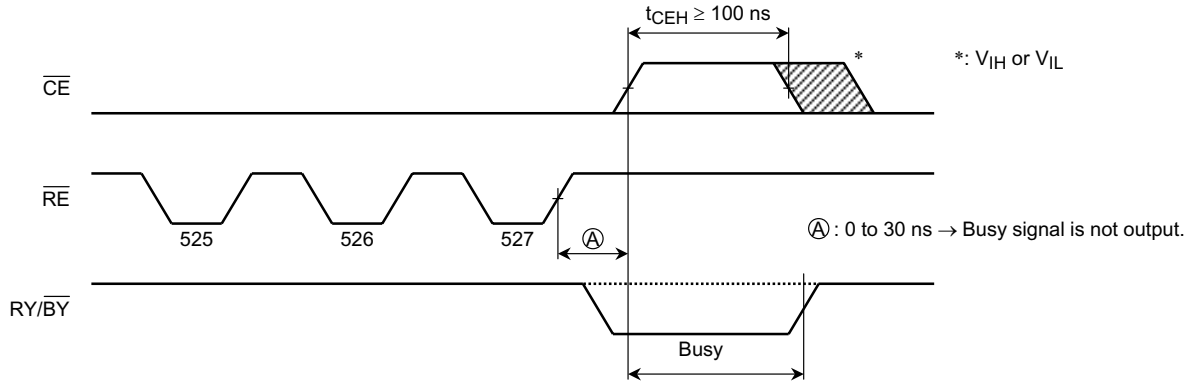 tCEH ≥ 100 ns
*
*: VIH or VIL
CE
RE
525
526
527
A
Ⓐ : 0 to 30 ns → Busy signal is not output.
RY/BY
Busy